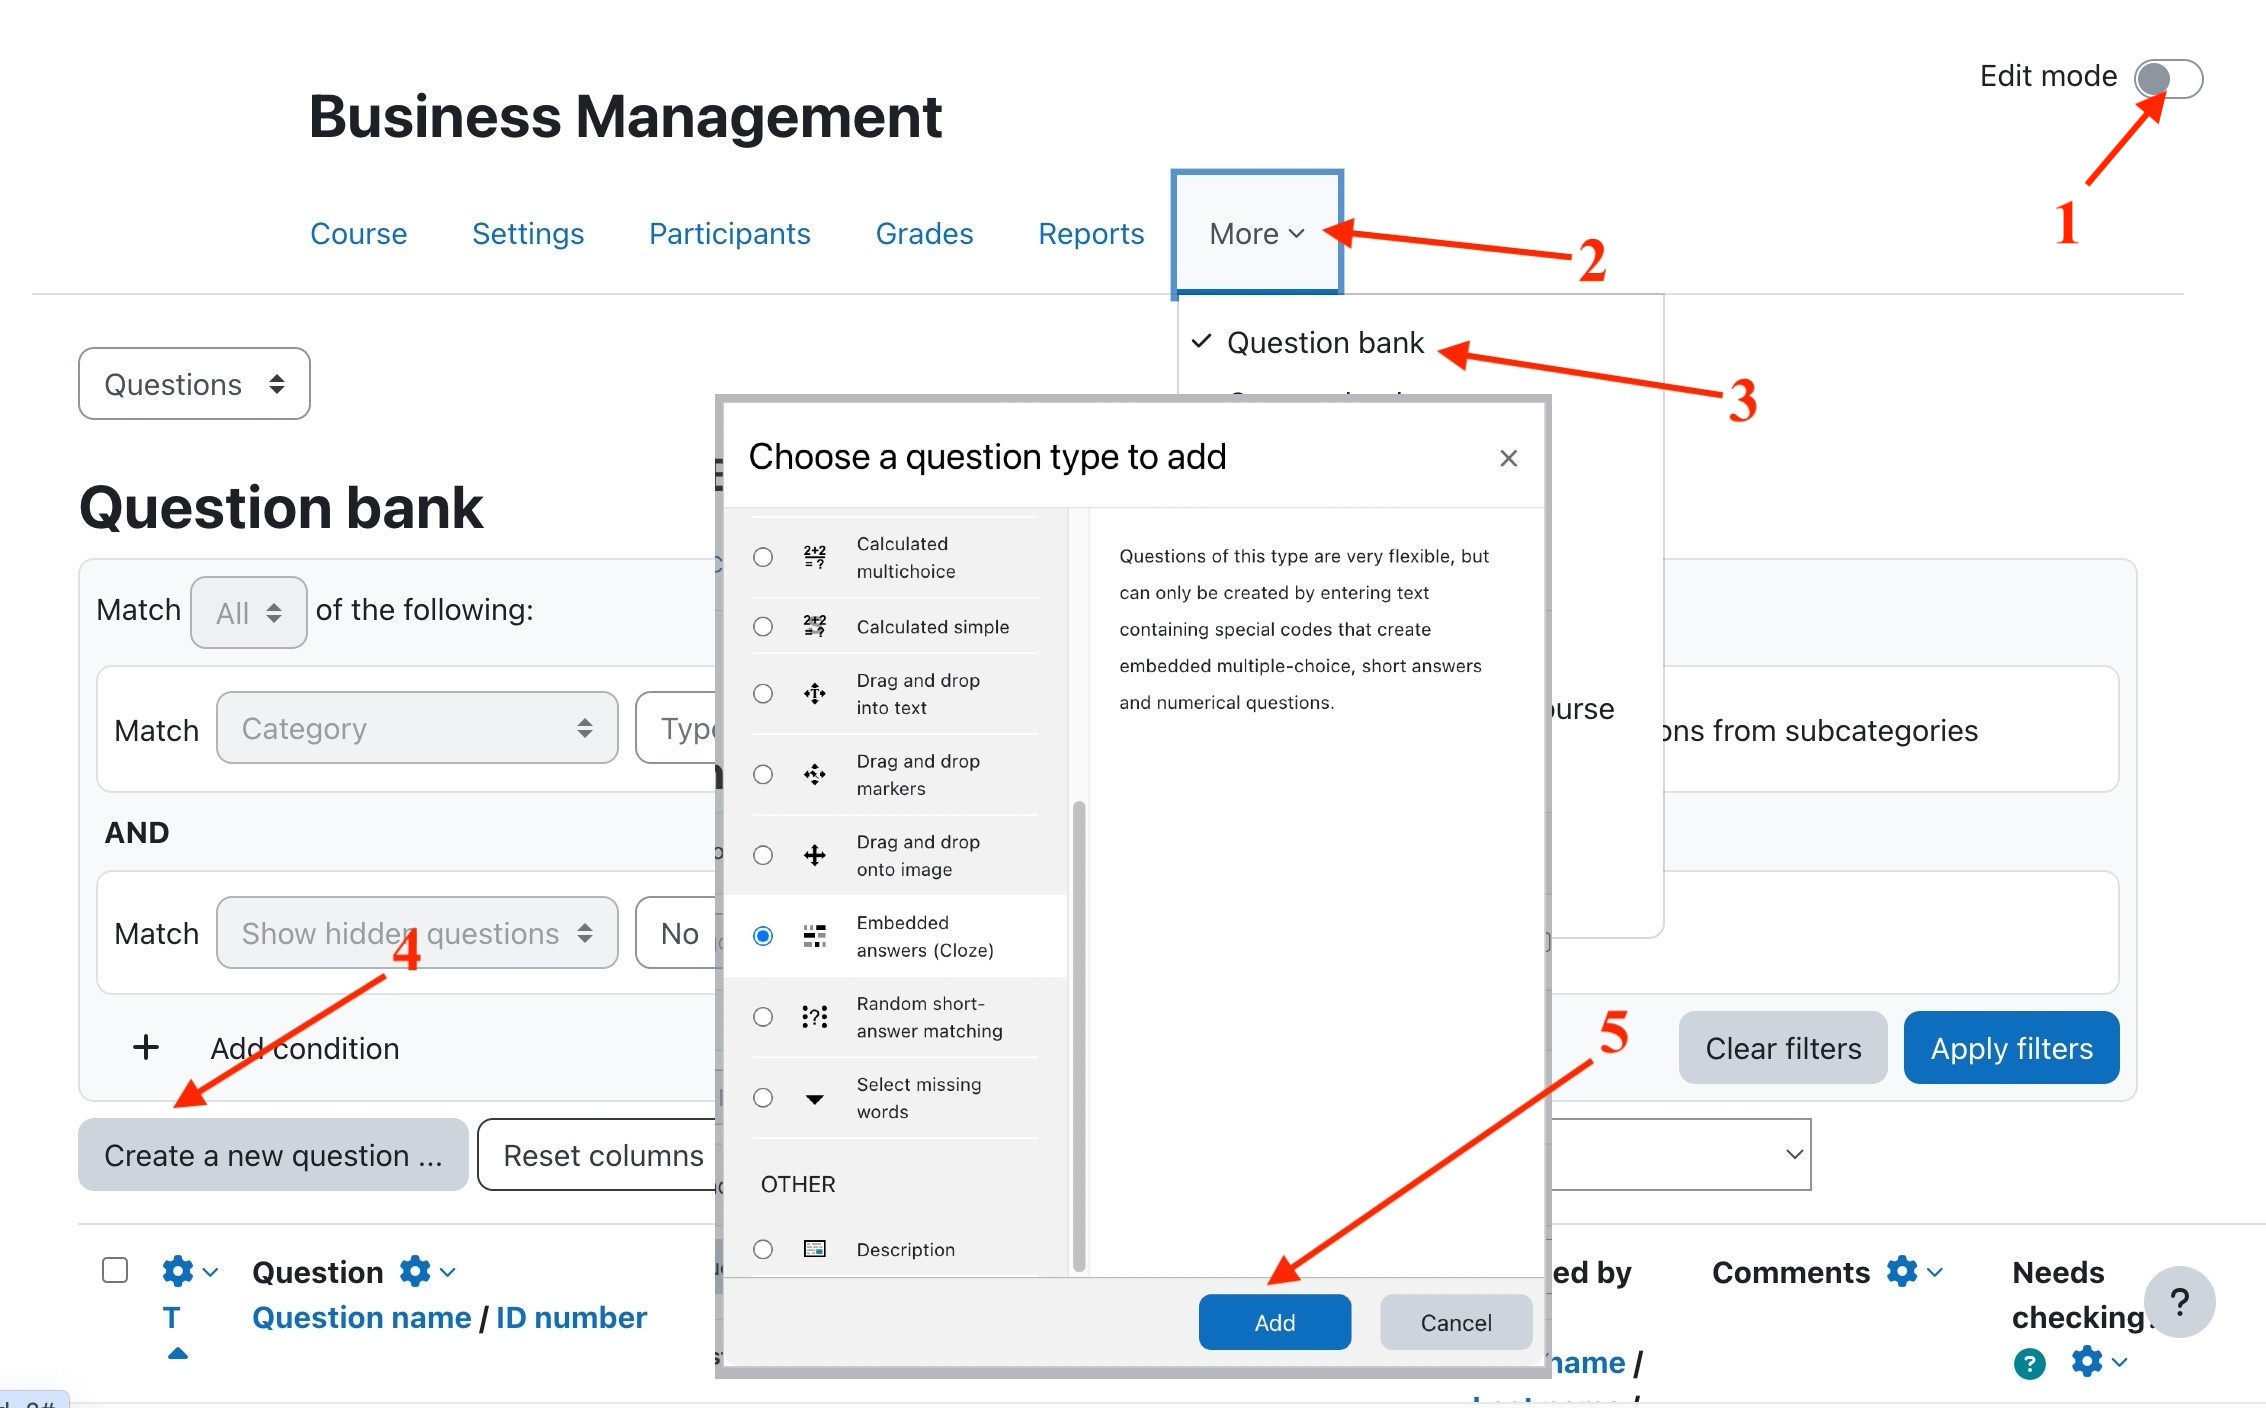 Edit mode
Business Management
1
Course Settings Participants Grades Reports More
2
Question bank
3
Questions
Choose a question type to add
Question bank
Match All of the following:
Match Category
AND
Match Show hidden questions No
4
Add condition
Create a new question ... Reset columns
Question
T Question name / ID number
Calculated
multichoice
Calculated simple
Drag and drop
into text
Drag and drop
markers
Drag and drop
onto image
Embedded
answers (Cloze)
Random short-
answer matching
Select missing
words
OTHER
Description
Questions of this type are very flexible, but
can only be created by entering text
containing special codes that create
embedded multiple-choice, short answers
and numerical questions.
Add Cancel
from subcategories
5
Clear filters Apply filters
by
Comments
Needs
checking
?
name /
?